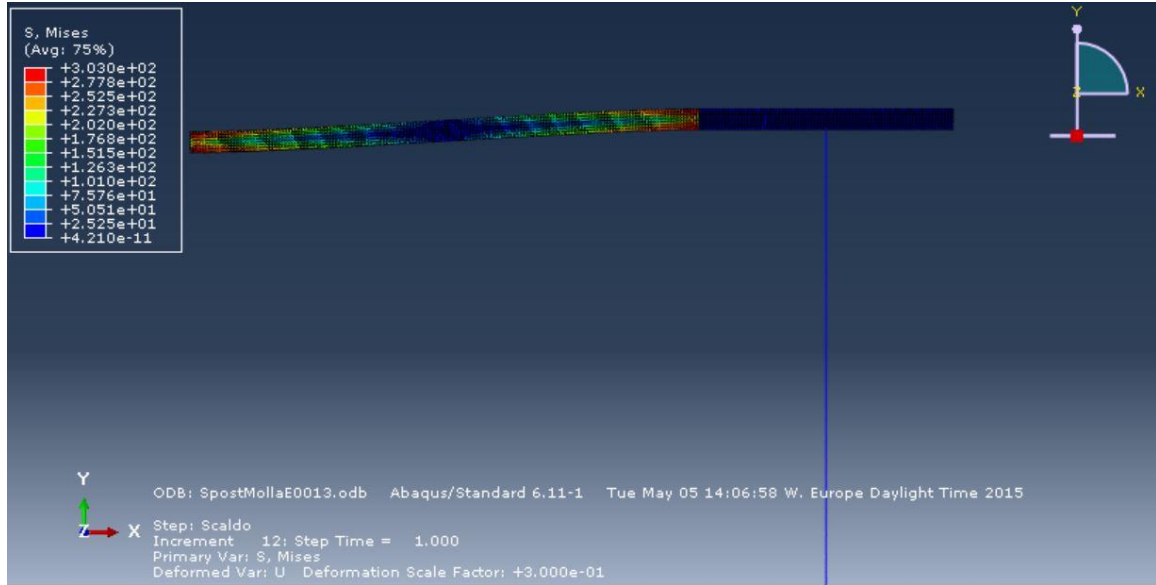 S, Mises
(Avg: 75%)
+3.030e+02
+2.778e+02
+2.525e+02
+2.273e+02
+2.020e+02
+1.768e+02
+1.515e+02
+1.263e+02
+1.010e+02
+7.576e+01
+5.051e+01
+2.525e+01
+4.210e-11
Y
Z X
Y
Z X
ODB: SpostMollaE0013.odb Abaqus/Standard 6.11-1 Tue May 05 14:06:58 W. Europe Daylight Time 2015
Step: Scaldo
Increment 12: Step Time = 1.000
Primary Var: S, Mises
Deformed Var: U Deformation Scale Factor: +3.000e-01